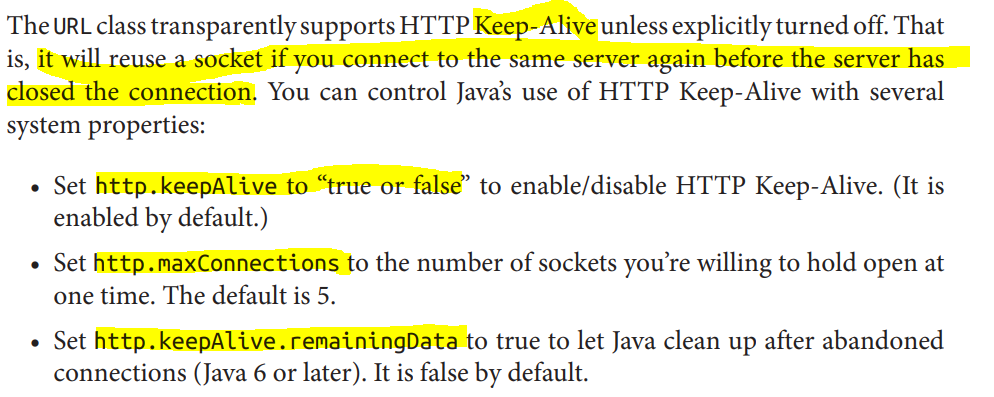 The URL class transparently supports HTTP Keep-Alive unless explicitly turned off. That
is, it will reuse a socket if you connect to the same server again before the server has
closed the connection. You can control Java’s use of HTTP Keep-Alive with several
system properties:
• Set http.keepAlive to “true or false” to enable/disable HTTP Keep-Alive. (It is
enabled by default.)
• Set http.maxConnections to the number of sockets you’re willing to hold open at
one time. The default is 5.
• Set http.keepAlive.remainingData to true to let Java clean up after abandoned
connections (Java 6 or later). It is false by default.